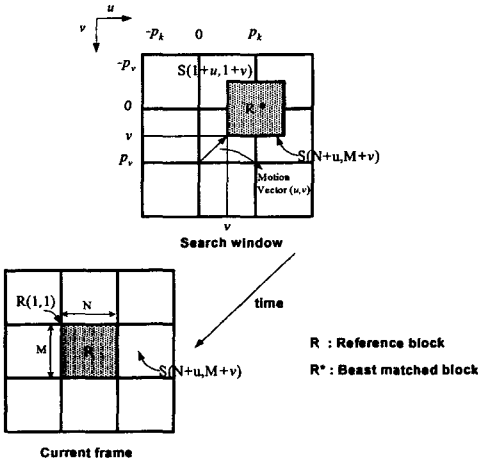 u
v
-pk 0 pk
-pv
S(1+u,1+v)
0
R*
v
S(N+u,M+v)
pv
Motion
Vector (u,v)
v
Search window
time
R(1,1)
N
M
R
S(N+u,M+v)
R : Reference block
R* : Beast matched block
Current frame